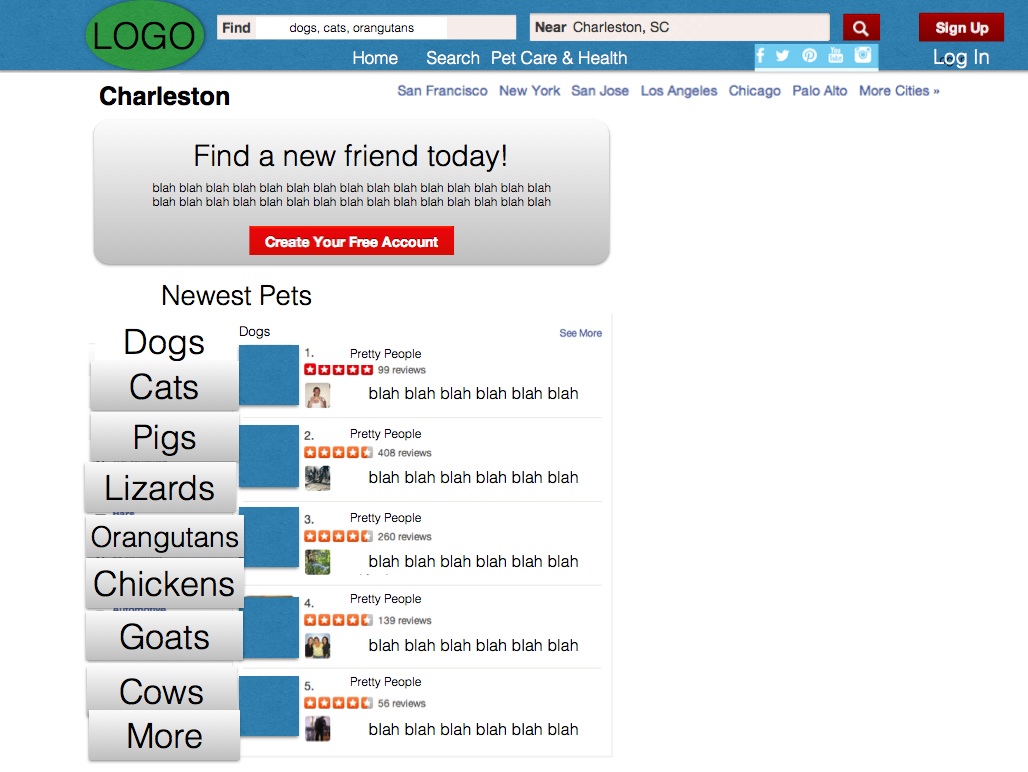 LOGO
Find dogs, cats, orangutans
Near Charleston, SC
Sign Up
Home Search Pet Care & Health
You Tube
Log In
Charleston
San Francisco New York San Jose Los Angeles Chicago Palo Alto More Cities »
Find a new friend today!
blah blah blah blah blah blah blah blah blah blah blah blah blah blah blah
blah blah blah blah blah blah blah blah blah blah blah blah blah blah blah
Create Your Free Account
Newest Pets
Dogs
Cats
Pigs
Lizards
Bars
Orangutans
Chickens
Automotive
Goats
Cows
More
Dogs See More
1. Pretty People
99 reviews
blah blah blah blah blah blah
2. Pretty People
408 reviews
blah blah blah blah blah blah
3. Pretty People
260 reviews
blah blah blah blah blah blah
4. Pretty People
139 reviews
blah blah blah blah blah blah
5. Pretty People
56 reviews
blah blah blah blah blah blah